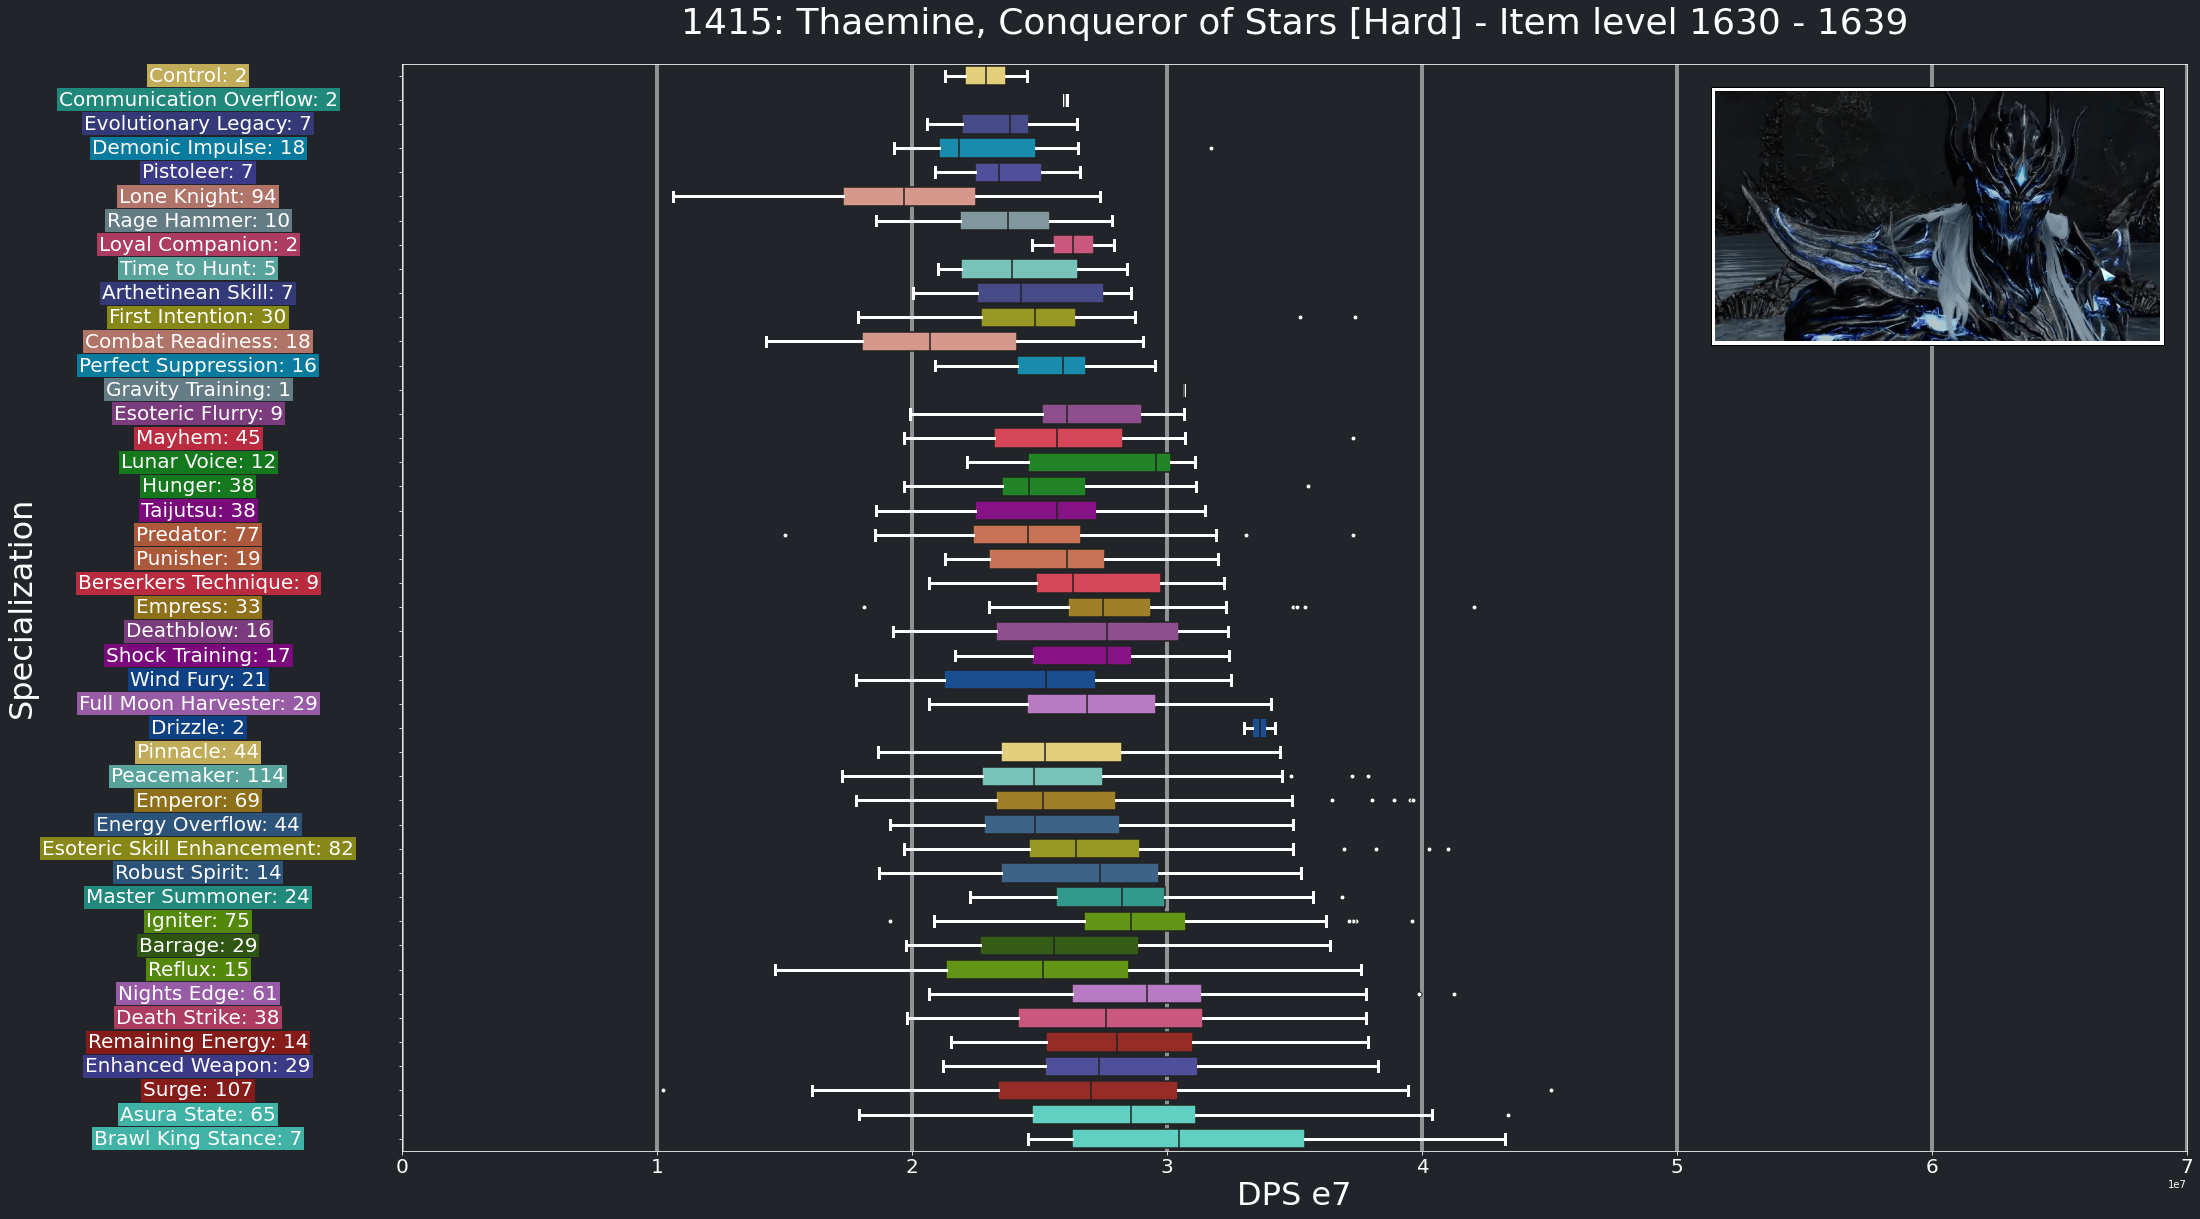 1415: Thaemine, Conqueror of Stars [Hard] - Item level 1630 - 1639
Specialization
Control: 2
Communication Overflow: 2
Evolutionary Legacy: 7
Demonic Impulse: 18
Pistoleer: 7
Lone Knight: 94
Rage Hammer: 10
Loyal Companion: 2
Time to Hunt: 5
Arthetinean Skill: 7
First Intention: 30
Combat Readiness: 18
Perfect Suppression: 16
Gravity Training: 1
Esoteric Flurry: 9
Mayhem: 45
Lunar Voice: 12
Hunger: 38
Taijutsu: 38
Predator: 77
Punisher: 19
Berserkers Technique: 9
Empress: 33
Deathblow: 16
Shock Training: 17
Wind Fury: 21
Full Moon Harvester: 29
Drizzle: 2
Pinnacle: 44
Peacemaker: 114
Emperor: 69
Energy Overflow: 44
Esoteric Skill Enhancement: 82
Robust Spirit: 14
Master Summoner: 24
Igniter: 75
Barrage: 29
Reflux: 15
Nights Edge: 61
Death Strike: 38
Remaining Energy: 14
Enhanced Weapon: 29
Surge: 107
Asura State: 65
Brawl King Stance: 7
0 1 2 3 4 5 6 7
1e7
DPS e7